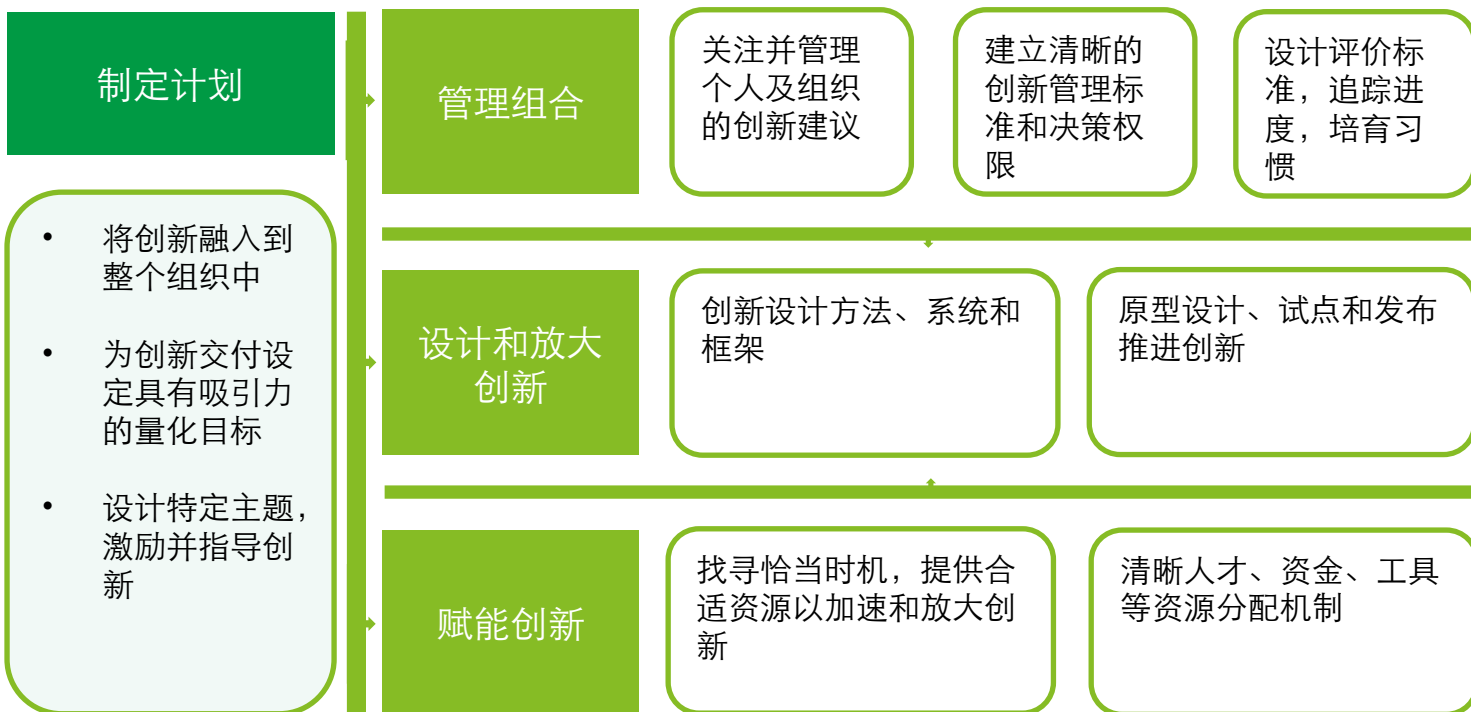 制定计划
• 将创新融入到
整个组织中
• 为创新交付设
定具有吸引力
的量化目标
• 设计特定主题，
激励并指导创
新
管理组合
关注并管理
个人及组织
的创新建议
建立清晰的
创新管理标
准和决策权
限
设计评价标
准，追踪进
度，培育习
惯
设计和放大
创新
创新设计方法、系统和
框架
原型设计、试点和发布
推进创新
赋能创新
找寻恰当时机，提供合
适资源以加速和放大创
新
清晰人才、资金、工具
等资源分配机制